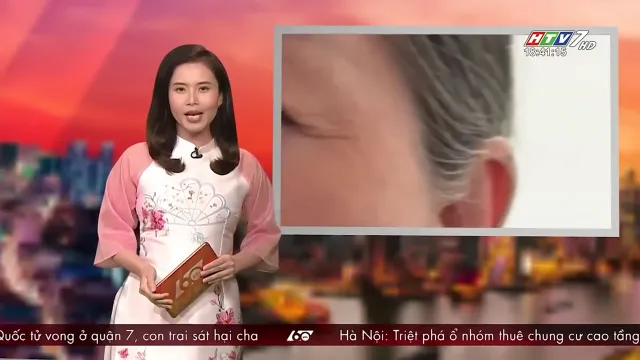 HTV7 HD
18:41:15
Quốc tử vong ở quận 7, con trai sát hại cha 60 Hà Nội: Triệt phá ổ nhóm thuê chung cư cao tầng